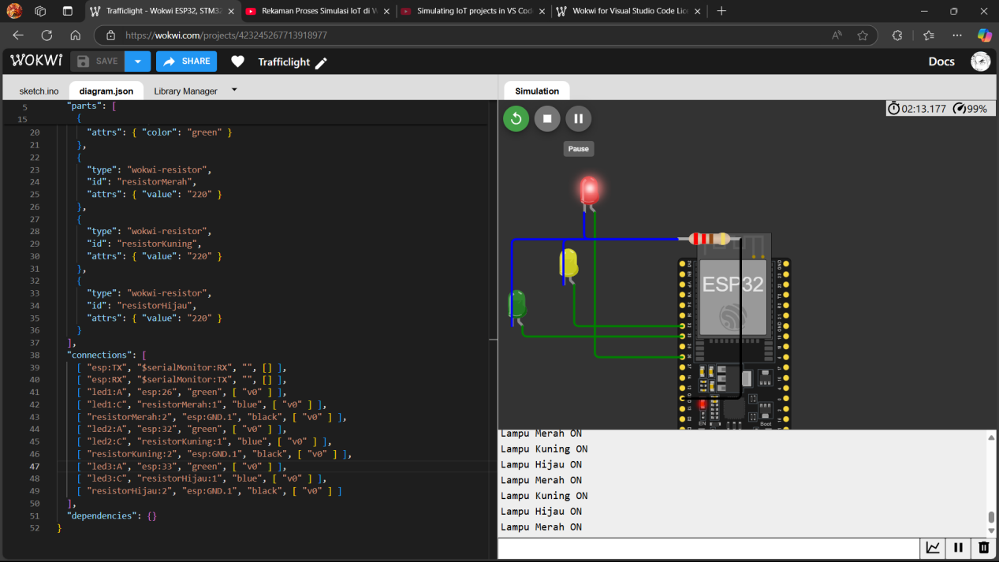 Trafficlight - Wokwi ESP32, STM32
Rekaman Proses Simulasi IoT di W
Simulating IoT projects in VS Cod
Wokwi for Visual Studio Code Lice
https://wokwi.com/projects/423245267713918977
WOKWi
SAVE
SHARE
Trafficlight
Docs
sketch.ino
diagram.json
Library Manager
Simulation
5 "parts": [
15 {
20 "attrs": { "color": "green" }
21 },
22 {
23 "type": "wokwi-resistor",
24 "id": "resistorMerah",
25 "attrs": { "value": "220" }
26 },
27 {
28 "type": "wokwi-resistor",
29 "id": "resistorKuning",
30 "attrs": { "value": "220" }
31 },
32 {
33 "type": "wokwi-resistor",
34 "id": "resistorHijau",
35 "attrs": { "value": "220" }
36 }
37 ],
38 "connections": [
39 [ "esp:TX", "$serialMonitor:RX", "", [] ],
40 [ "esp:RX", "$serialMonitor:TX", "", [] ],
41 [ "led1:A", "esp:26", "green", [ "v0" ] ],
42 [ "led1:C", "resistorMerah:1", "blue", [ "v0" ] ],
43 [ "resistorMerah:2", "esp:GND.1", "black", [ "v0" ] ],
44 [ "led2:A", "esp:32", "green", [ "v0" ] ],
45 [ "led2:C", "resistorKuning:1", "blue", [ "v0" ] ],
46 [ "resistorKuning:2", "esp:GND.1", "black", [ "v0" ] ],
47 [ "led3:A", "esp:33", "green", [ "v0" ] ],
48 [ "led3:C", "resistorHijau:1", "blue", [ "v0" ] ],
49 [ "resistorHijau:2", "esp:GND.1", "black", [ "v0" ] ]
50 ],
51 "dependencies": {}
52 }
02:13.177 99%
Pause
ESP32
EN
Boot
Lampu Merah ON
Lampu Kuning ON
Lampu Hijau ON
Lampu Merah ON
Lampu Kuning ON
Lampu Hijau ON
Lampu Merah ON